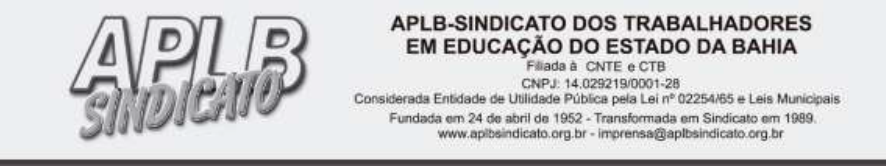 APLB
SINDICATO
APLB-SINDICATO DOS TRABALHADORES
EM EDUCAÇÃO DO ESTADO DA BAHIA
Filiada à CNTE e CTB
CNPJ: 14.029219/0001-28
Considerada Entidade de Utilidade Pública pela Lei nº 02254/65 e Leis Municipais
Fundada em 24 de abril de 1952 - Transformada em Sindicato em 1989.
www.aplbsindicato.org.br - imprensa@aplbsindicato.org.br